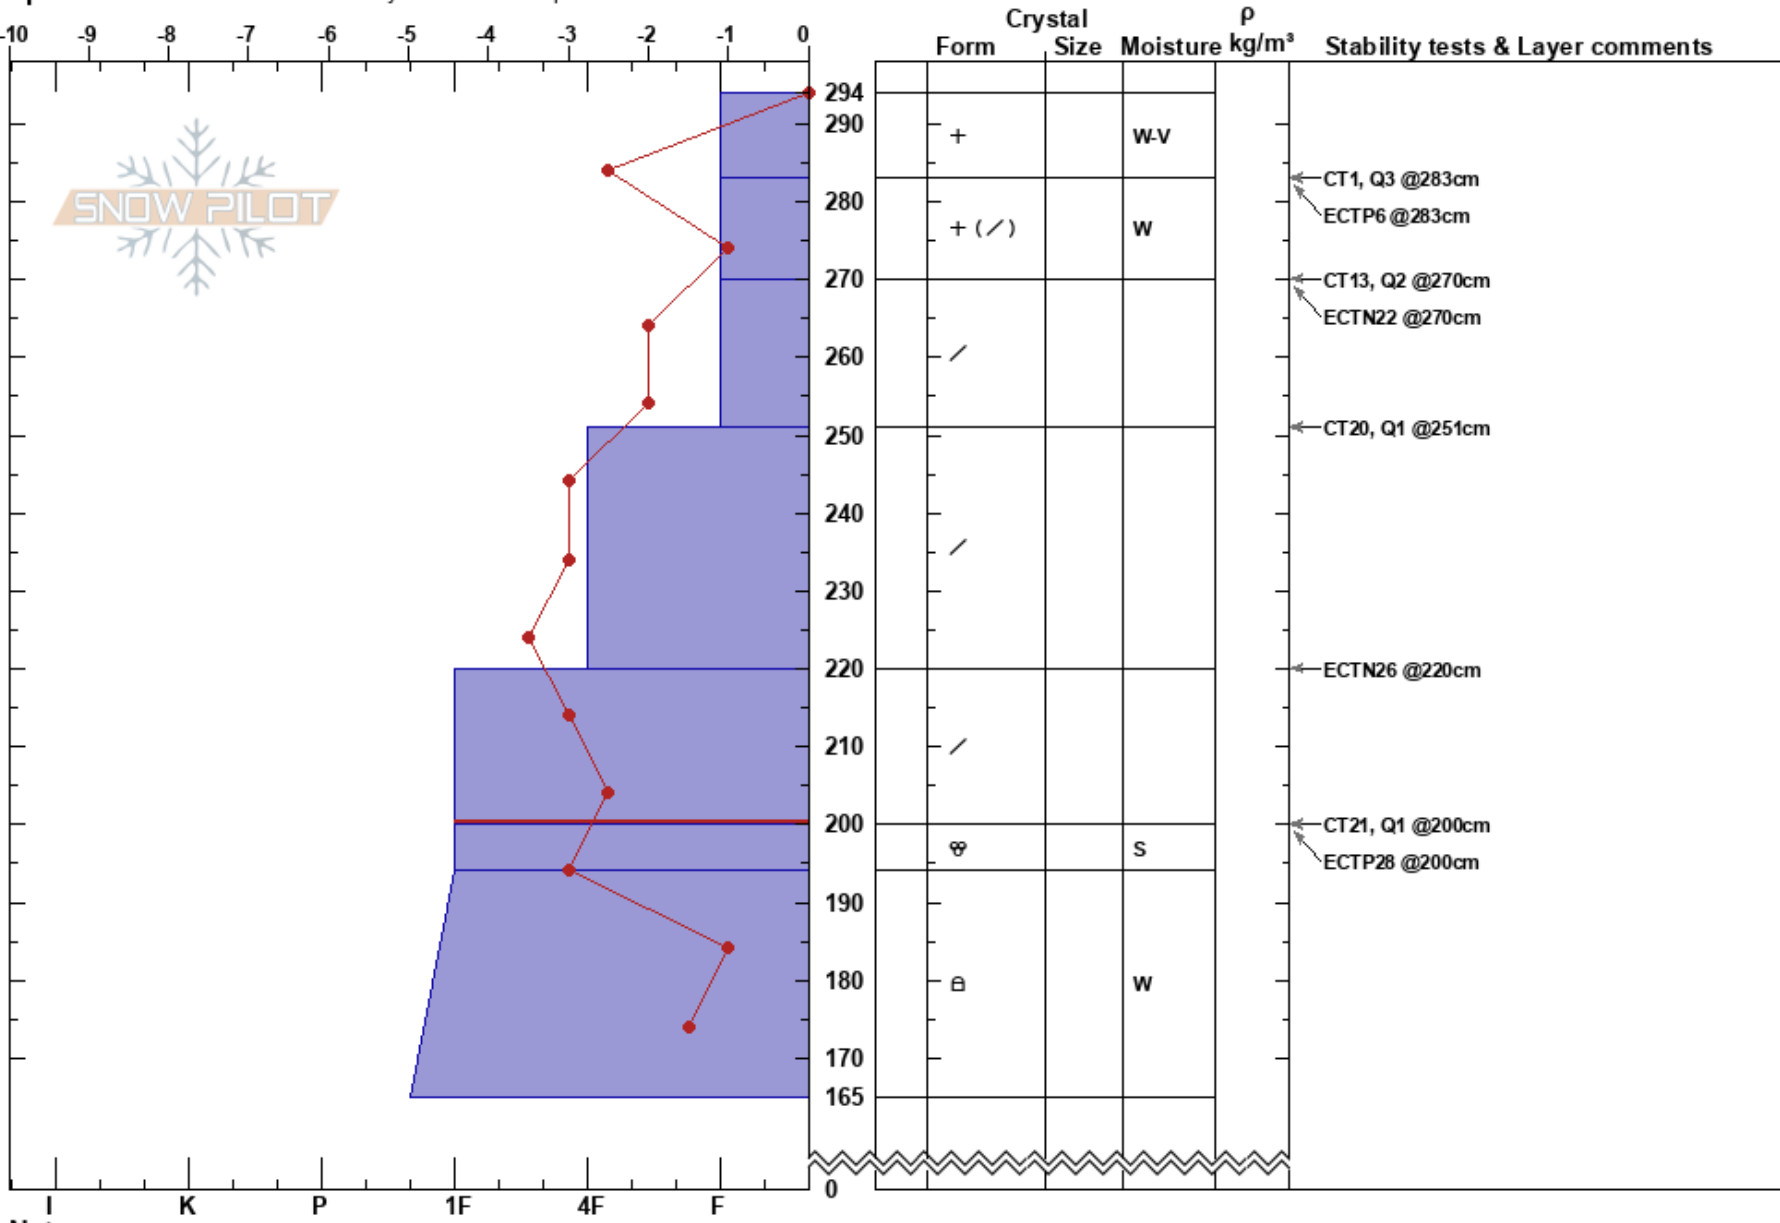 Crystal ρ
-10 -9 -8 -7 -6 -5 -4 -3 -2 -1 0
Form Size Moisture kg/m³ Stability tests & Layer comments
294
290
+ W-V
SNOW PILOT
CT1, Q3 @283cm
280
ECTP6 @283cm
+ ( ) W
270
CT13, Q2 @270cm
ECTN22 @270cm
260
250
CT20, Q1 @251cm
240
230
220
ECTN26 @220cm
210
200
CT21, Q1 @200cm
S
ECTP28 @200cm
190
180
W
170
165
0
I K P 1F 4F F